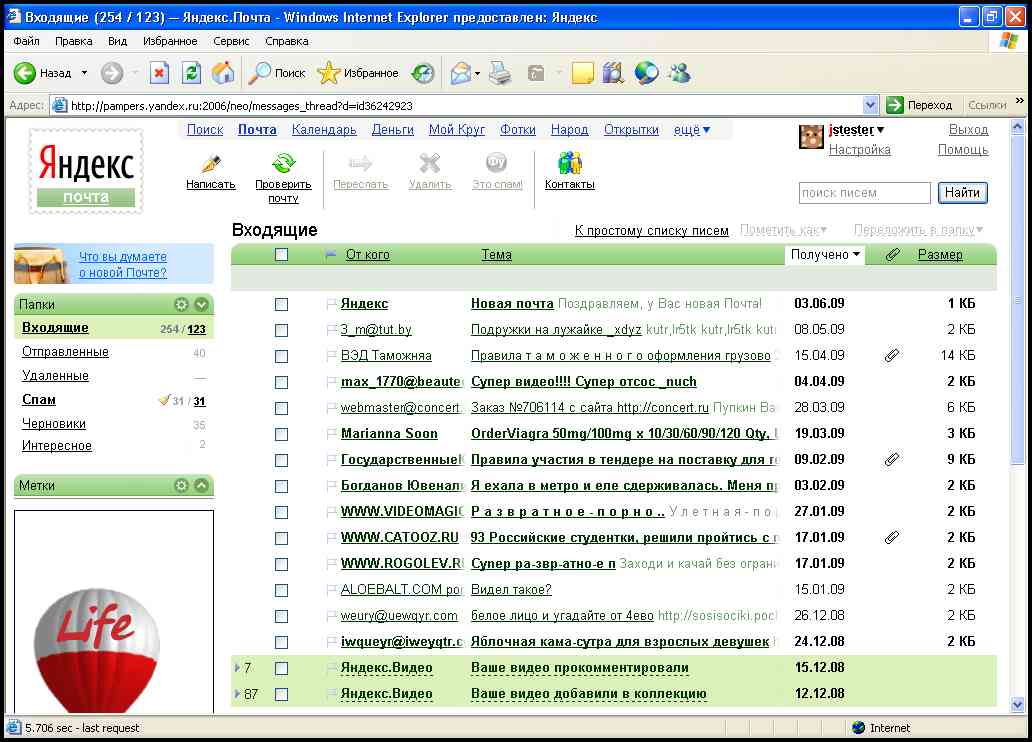 Входящие (254 / 123) — Яндекс.Почта - Windows Internet Explorer предоставлен: Яндекс
Файл Правка Вид Избранное Сервис Справка
Назад Поиск Избранное
Адрес: http://pampers.yandex.ru:2006/neo/messages_thread?d=id36242923 Переход Ссылки »
Поиск Почта Календарь Деньги Мой Круг Фотки Народ Открытки ещё▼
jstester▼ Выход
Настройка Помощь
Яндекс
почта
Написать Проверить почту Переслать Удалить Это спам! Контакты
поиск писем Найти
Входящие К простому списку писем Пометить как▼ Переложить в папку▼
Что вы думаете
о новой Почте?
От кого Тема Получено▼ Размер
Папки
Входящие 254 / 123
Отправленные 40
Удаленные —
Спам 31 / 31
Черновики 35
Интересное 2
Метки
Life
Яндекс Новая почта Поздравляем, у Вас новая Почта! 03.06.09 1 КБ
3_m@tut.by Подружки на лужайке _xdyz kutr,lr5tk kutr,lr5tk kut 08.05.09 2 КБ
ВЭД Таможняа Правила т а м о ж е н н о г о оформления грузово 15.04.09 14 КБ
max_1770@beaute Супер видео!!!! Супер отсос _nuch 04.04.09 2 КБ
webmaster@concert. Заказ №706114 с сайта http://concert.ru Пупкин Ва 28.03.09 6 КБ
Marianna Soon OrderViagra 50mg/100mg x 10/30/60/90/120 Qty, 19.03.09 3 КБ
Государственные Правила участия в тендере на поставку для 09.02.09 9 КБ
Богданов Ювенал Я ехала в метро и еле сдерживалась. Меня 03.02.09 2 КБ
WWW.VIDEOMAGI Р а з в р а т н о е - п о р н о .. У л е т н а я - п о 27.01.09 2 КБ
WWW.CATOOZ.RU 93 Российские студентки, решили пройтись с 17.01.09 2 КБ
WWW.ROGOLEV.R Супер ра-звр-атно-е п Заходи и качай без ограни 17.01.09 2 КБ
ALOEBALT.COM por Видел такое? 15.01.09 2 КБ
weury@uewqyr.com белое лицо и угадайте от 4ево http://sosisociki.poc 26.12.08 2 КБ
iwqueyr@iweyqtr.c Яблочная кама-сутра для взрослых девушек h 24.12.08 2 КБ
7 Яндекс.Видео Ваше видео прокомментировали 15.12.08
87 Яндекс.Видео Ваше видео добавили в коллекцию 12.12.08
5.706 sec - last request Internet